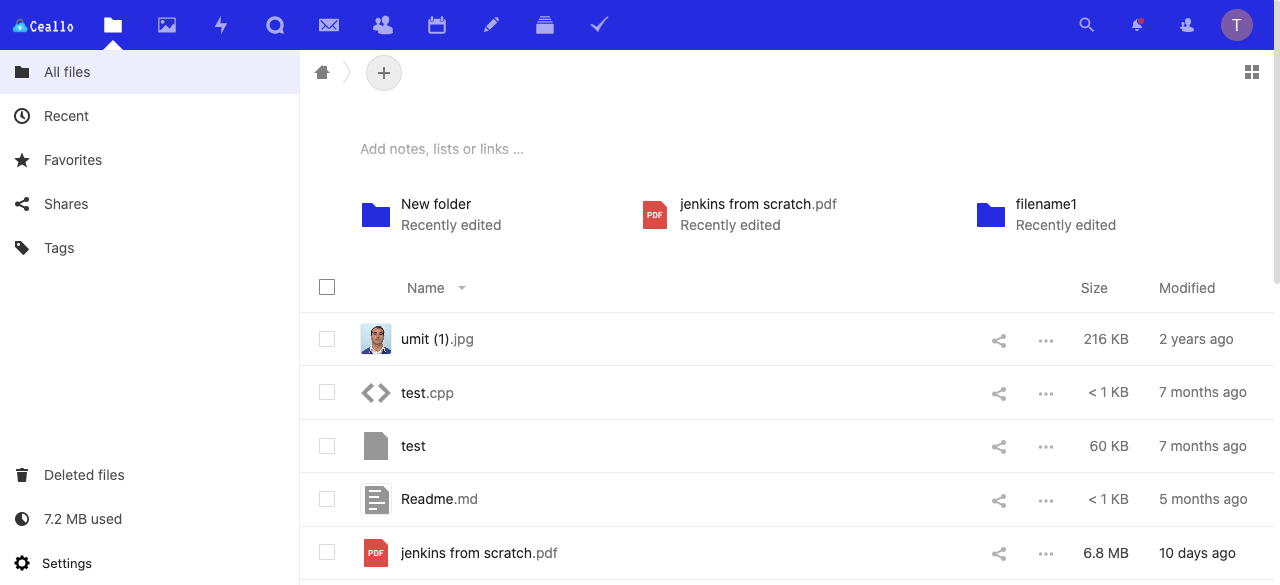 Ceallo
T
All files
Recent
Favorites
Shares
Tags
Deleted files
7.2 MB used
Settings
Add notes, lists or links ...
New folder
Recently edited
PDF
jenkins from scratch.pdf
Recently edited
filename1
Recently edited
Name Size Modified
umit (1).jpg 216 KB 2 years ago
test.cpp < 1 KB 7 months ago
test 60 KB 7 months ago
Readme.md < 1 KB 5 months ago
PDF jenkins from scratch.pdf 6.8 MB 10 days ago